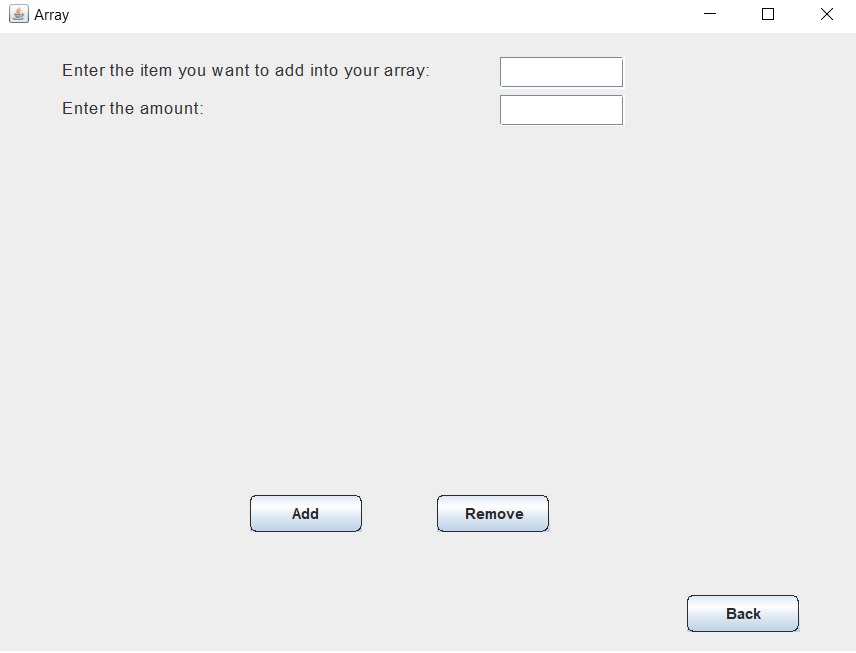 Array
Enter the item you want to add into your array:
Enter the amount:
Add Remove
Back